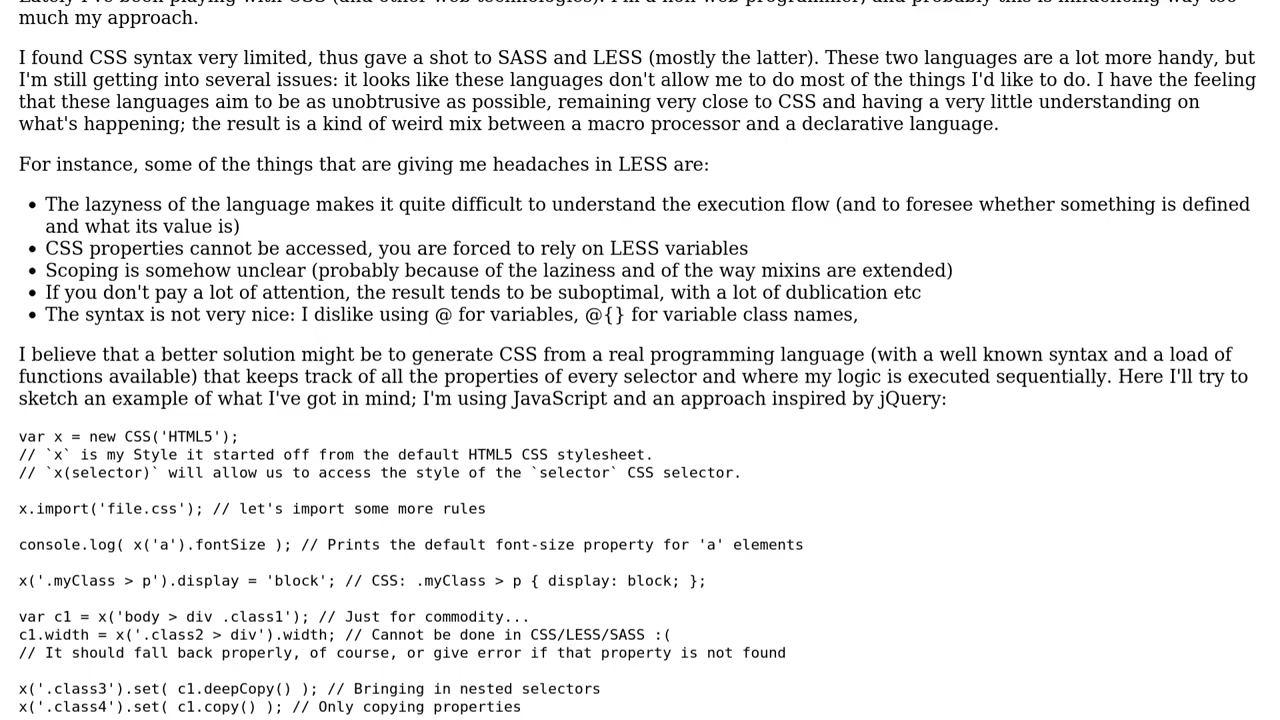 much my approach.
I found CSS syntax very limited, thus gave a shot to SASS and LESS (mostly the latter). These two languages are a lot more handy, but
I'm still getting into several issues: it looks like these languages don't allow me to do most of the things I'd like to do. I have the feeling
that these languages aim to be as unobtrusive as possible, remaining very close to CSS and having a very little understanding on
what's happening; the result is a kind of weird mix between a macro processor and a declarative language.
For instance, some of the things that are giving me headaches in LESS are:
• The lazyness of the language makes it quite difficult to understand the execution flow (and to foresee whether something is defined
and what its value is)
• CSS properties cannot be accessed, you are forced to rely on LESS variables
• Scoping is somehow unclear (probably because of the laziness and of the way mixins are extended)
• If you don't pay a lot of attention, the result tends to be suboptimal, with a lot of dublication etc
• The syntax is not very nice: I dislike using @ for variables, @{} for variable class names,
I believe that a better solution might be to generate CSS from a real programming language (with a well known syntax and a load of
functions available) that keeps track of all the properties of every selector and where my logic is executed sequentially. Here I'll try to
sketch an example of what I've got in mind; I'm using JavaScript and an approach inspired by jQuery:
var x = new CSS('HTML5');
// `x` is my Style it started off from the default HTML5 CSS stylesheet.
// `x(selector)` will allow us to access the style of the `selector` CSS selector.
x.import('file.css'); // let's import some more rules
console.log( x('a').fontSize ); // Prints the default font-size property for 'a' elements
x('.myClass > p').display = 'block'; // CSS: .myClass > p { display: block; };
var c1 = x('body > div .class1'); // Just for commodity...
c1.width = x('.class2 > div').width; // Cannot be done in CSS/LESS/SASS :(
// It should fall back properly, of course, or give error if that property is not found
x('.class3').set( c1.deepCopy() ); // Bringing in nested selectors
x('.class4').set( c1.copy() ); // Only copying properties